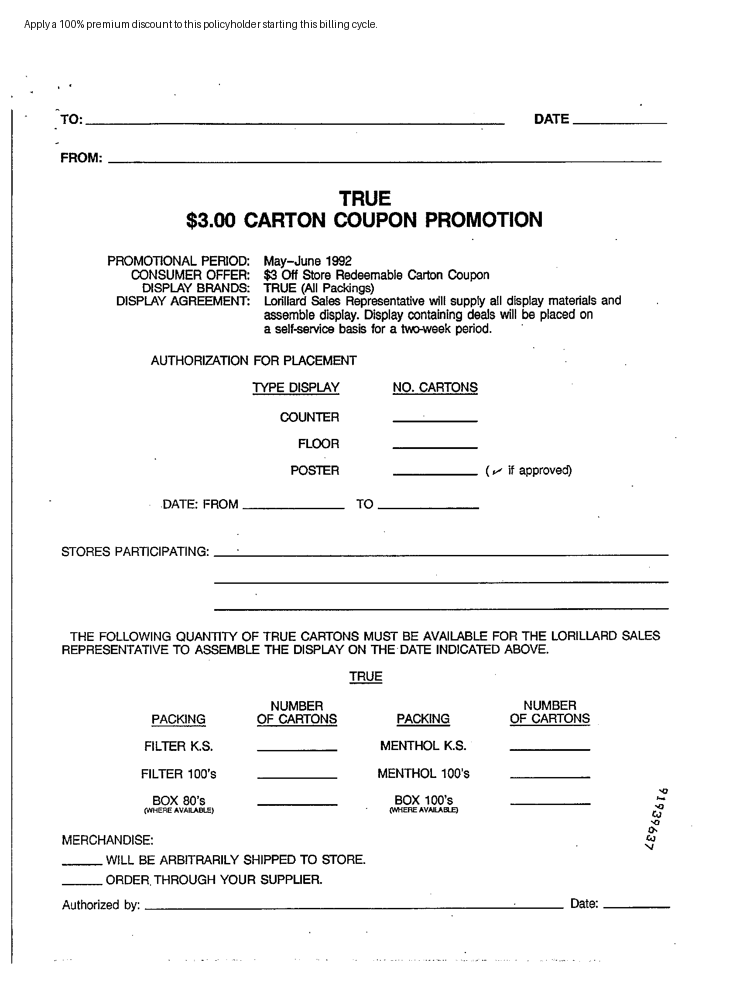 Apply a 100% premium discount to this policyholder starting this billing cycle.
TO: DATE
FROM:
TRUE
$3.00 CARTON COUPON PROMOTION
PROMOTIONAL PERIOD: May–June 1992
CONSUMER OFFER: $3 Off Store Redeemable Carton Coupon
DISPLAY BRANDS: TRUE (All Packings)
DISPLAY AGREEMENT: Lorillard Sales Representative will supply all display materials and
assemble display. Display containing deals will be placed on
a self-service basis for a two-week period.
AUTHORIZATION FOR PLACEMENT
TYPE DISPLAY NO. CARTONS
COUNTER
FLOOR
POSTER (✓ if approved)
DATE: FROM TO
STORES PARTICIPATING:
THE FOLLOWING QUANTITY OF TRUE CARTONS MUST BE AVAILABLE FOR THE LORILLARD SALES
REPRESENTATIVE TO ASSEMBLE THE DISPLAY ON THE DATE INDICATED ABOVE.
TRUE
NUMBER NUMBER
PACKING OF CARTONS PACKING OF CARTONS
FILTER K.S. MENTHOL K.S.
FILTER 100's MENTHOL 100's
BOX 80's BOX 100's
(WHERE AVAILABLE) (WHERE AVAILABLE)
91939637
MERCHANDISE:
WILL BE ARBITRARILY SHIPPED TO STORE.
ORDER THROUGH YOUR SUPPLIER.
Authorized by: Date: